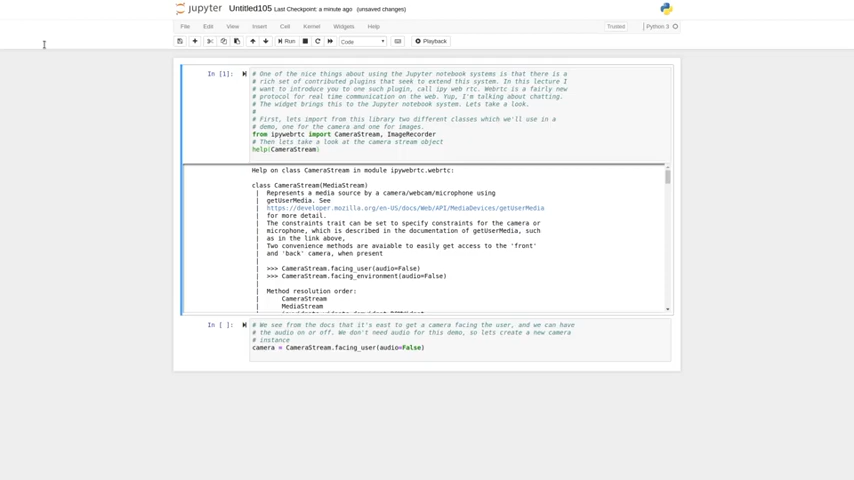 jupyter Untitled105 Last Checkpoint: a minute ago (unsaved changes)
File Edit View Insert Cell Kernel Widgets Help Trusted Python 3
Run Code Playback
In [1]: # One of the nice things about using the Jupyter notebook systems is that there is a
# rich set of contributed plugins that seek to extend this system. In this lecture I
# want to introduce you to one such plugin, call ipy web rtc. Webrtc is a fairly new
# protocol for real time communication on the web. Yup, I'm talking about chatting.
# The widget brings this to the Jupyter notebook system. Lets take a look.
#
# First, lets import from this library two different classes which we'll use in a
# demo, one for the camera and one for images.
from ipywebrtc import CameraStream, ImageRecorder
# Then lets take a look at the camera stream object
help(CameraStream)
Help on class CameraStream in module ipywebrtc.webrtc:
class CameraStream(MediaStream)
| Represents a media source by a camera/webcam/microphone using
| getUserMedia. See
| https://developer.mozilla.org/en-US/docs/Web/API/MediaDevices/getUserMedia
| for more detail.
| The constraints trait can be set to specify constraints for the camera or
| microphone, which is described in the documentation of getUserMedia, such
| as in the link above,
| Two convenience methods are avaiable to easily get access to the 'front'
| and 'back' camera, when present
|
| >>> CameraStream.facing_user(audio=False)
| >>> CameraStream.facing_environment(audio=False)
|
| Method resolution order:
| CameraStream
| MediaStream
In [ ]: # We see from the docs that it's east to get a camera facing the user, and we can have
# the audio on or off. We don't need audio for this demo, so lets create a new camera
# instance
camera = CameraStream.facing_user(audio=False)